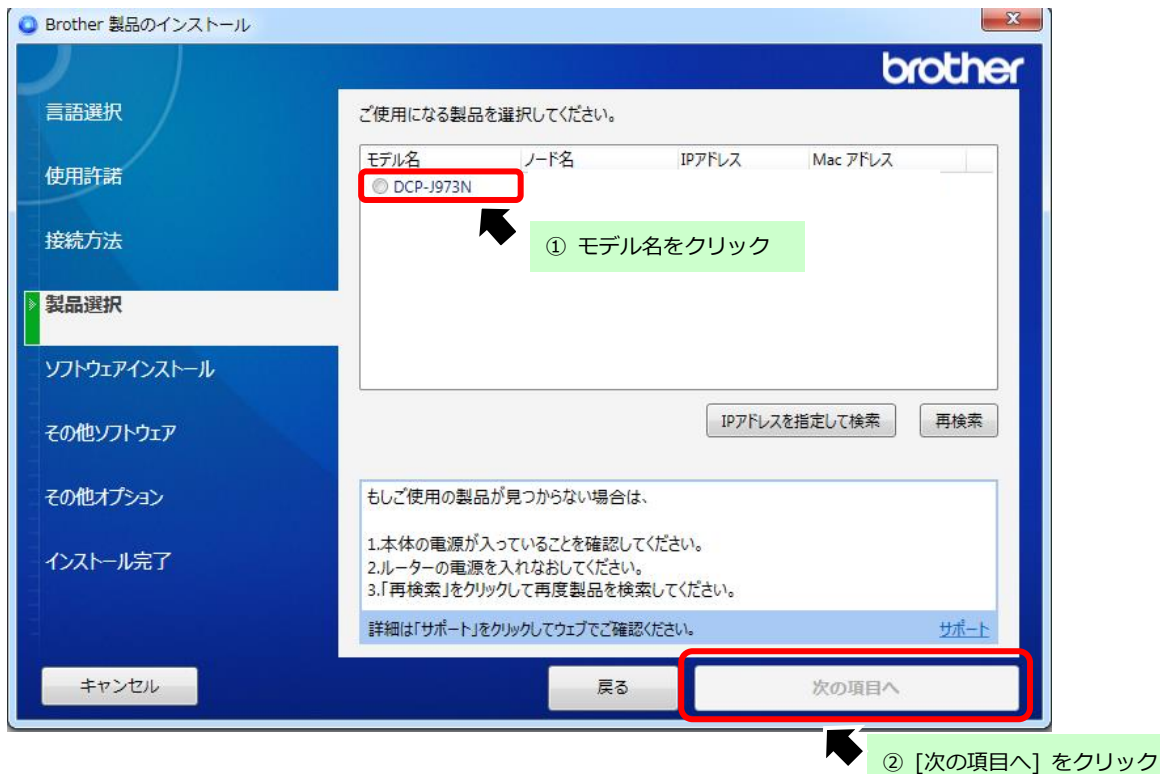 Brother 製品のインストール
brother
言語選択
使用許諾
接続方法
製品選択
ソフトウェアインストール
その他ソフトウェア
その他オプション
インストール完了
ご使用になる製品を選択してください。
モデル名 ノード名 IPアドレス Mac アドレス
DCP-J973N
① モデル名をクリック
IPアドレスを指定して検索 再検索
もしご使用の製品が見つからない場合は、
1.本体の電源が入っていることを確認してください。
2.ルーターの電源を入れなおしてください。
3.「再検索」をクリックして再度製品を検索してください。
詳細は「サポート」をクリックしてウェブでご確認ください。 サポート
キャンセル 戻る 次の項目へ
② [次の項目へ] をクリック